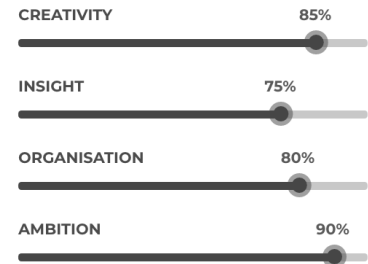 CREATIVITY 85%
INSIGHT 75%
ORGANISATION 80%
AMBITION 90%